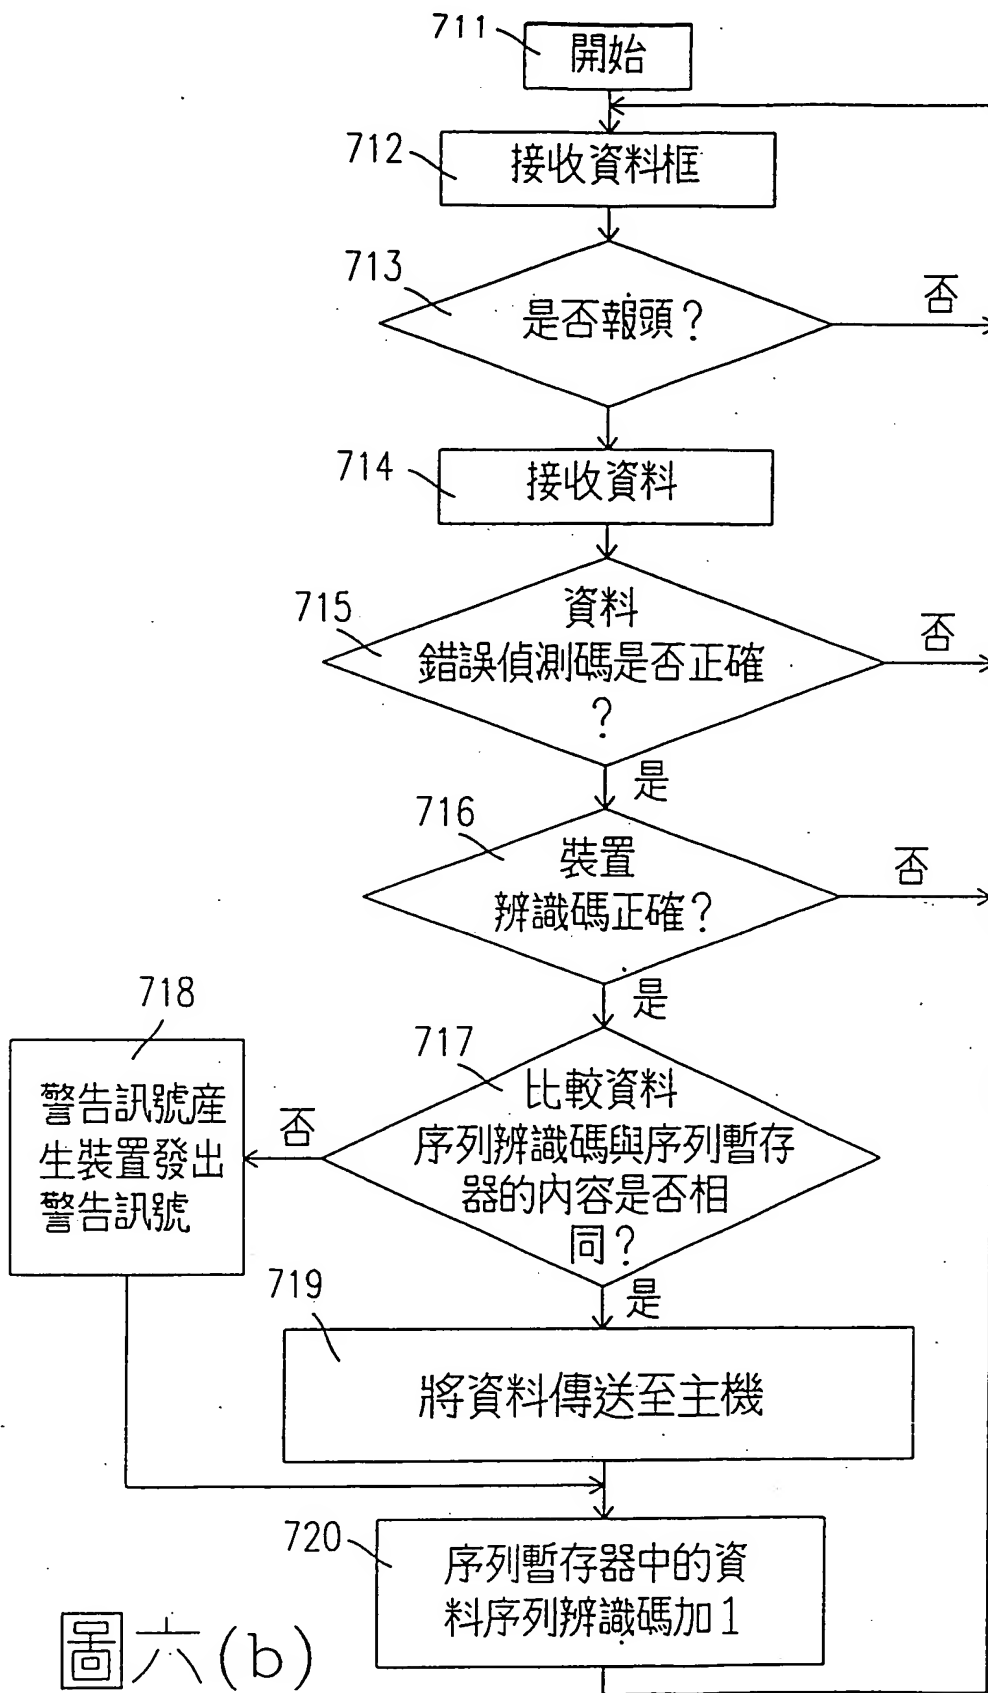 711
開始
712
接收資料框
713
是否報頭?
否
714
接收資料
715
資料
錯誤偵測碼是否正確
?
否
是
716
裝置
辨識碼正確?
否
是
717
比較資料
序列辨識碼與序列暫存
器的內容是否相
同?
否
718
警告訊號產
生裝置發出
警告訊號
是
719
將資料傳送至主機
720
序列暫存器中的資
料序列辨識碼加1
圖六(b)